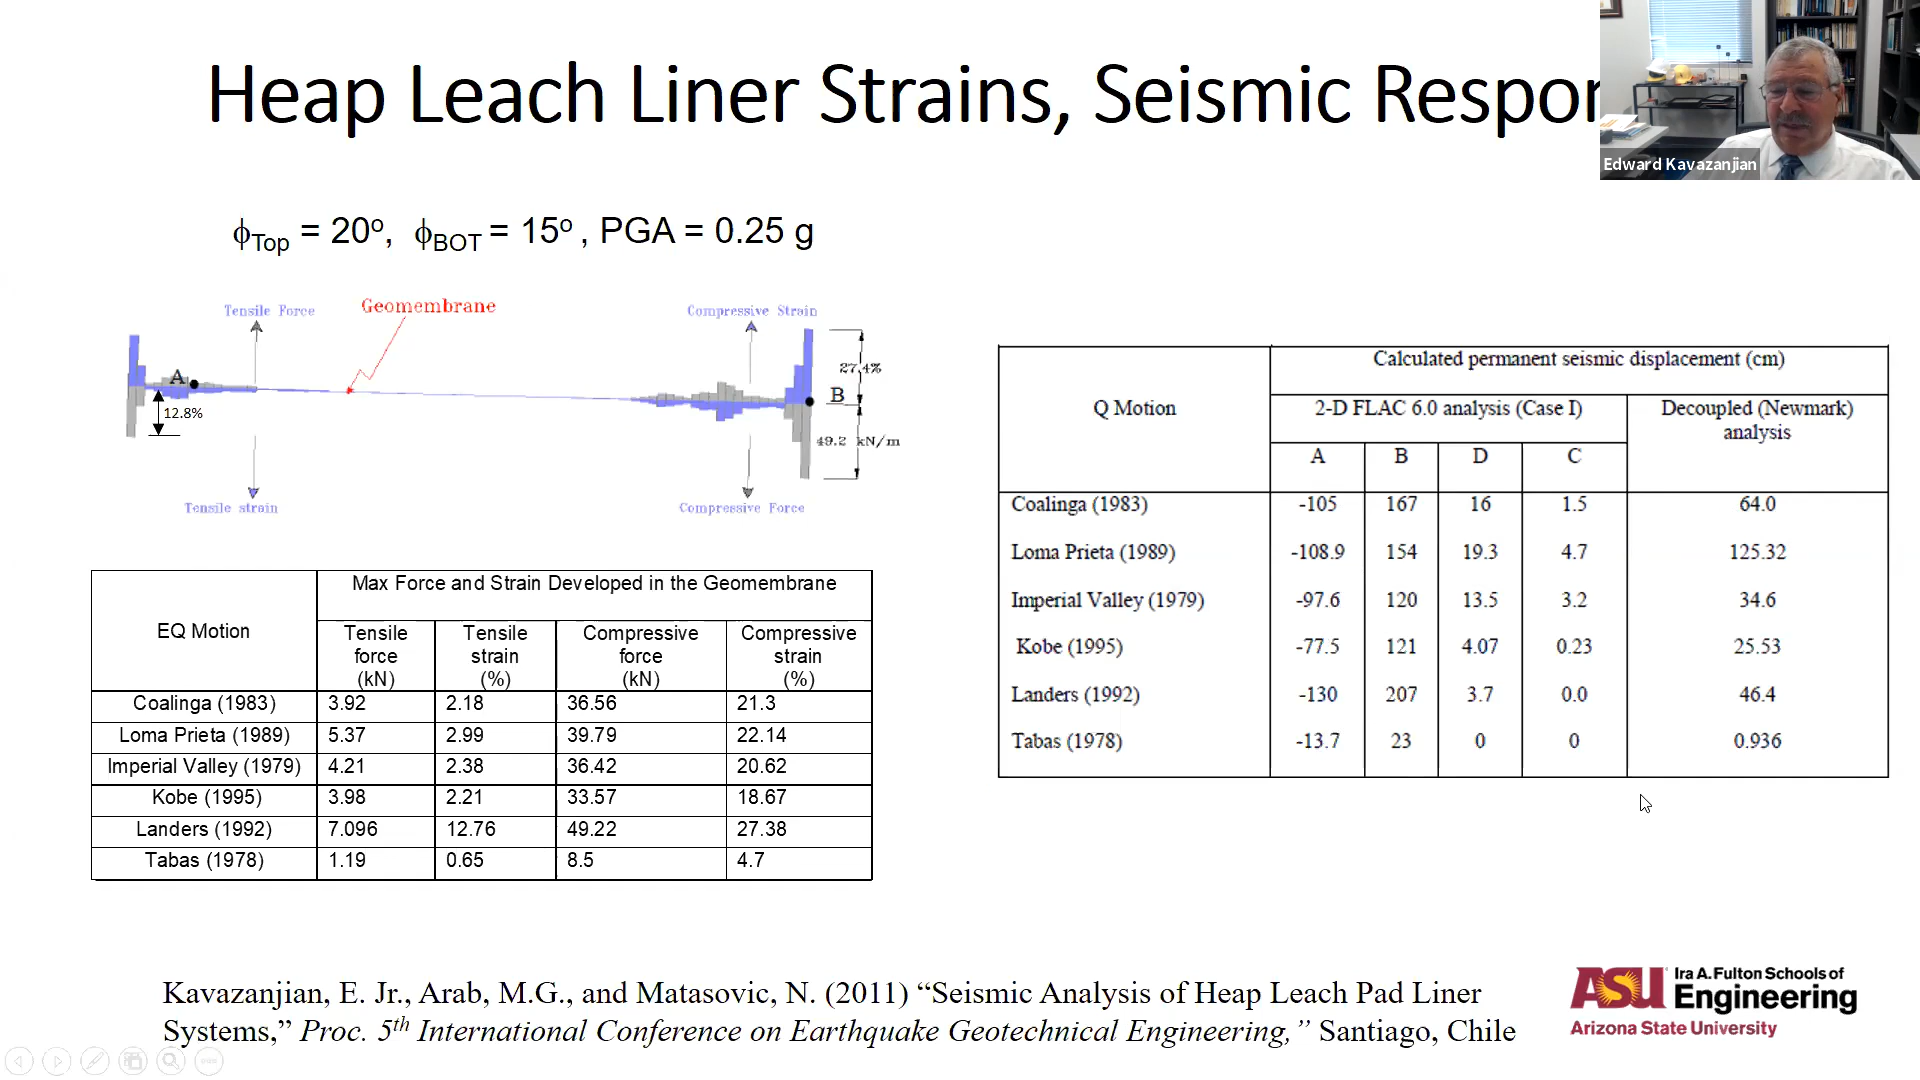 Heap Leach Liner Strains, Seismic Respon
Edward Kavazanjian
ϕTop = 20o, ϕBOT = 15o , PGA = 0.25 g
Tensile Force
Geomembrane
Compressive Strain
A
12.8%
27.4%
B
49.2 kN/m
Tensile strain
Compressive Force
EQ Motion
Max Force and Strain Developed in the Geomembrane
Tensile force (kN)
Tensile strain (%)
Compressive force (kN)
Compressive strain (%)
Coalinga (1983) 3.92 2.18 36.56 21.3
Loma Prieta (1989) 5.37 2.99 39.79 22.14
Imperial Valley (1979) 4.21 2.38 36.42 20.62
Kobe (1995) 3.98 2.21 33.57 18.67
Landers (1992) 7.096 12.76 49.22 27.38
Tabas (1978) 1.19 0.65 8.5 4.7
Q Motion
Calculated permanent seismic displacement (cm)
2-D FLAC 6.0 analysis (Case I)
Decoupled (Newmark) analysis
A B D C
Coalinga (1983) -105 167 16 1.5 64.0
Loma Prieta (1989) -108.9 154 19.3 4.7 125.32
Imperial Valley (1979) -97.6 120 13.5 3.2 34.6
Kobe (1995) -77.5 121 4.07 0.23 25.53
Landers (1992) -130 207 3.7 0.0 46.4
Tabas (1978) -13.7 23 0 0 0.936
Kavazanjian, E. Jr., Arab, M.G., and Matasovic, N. (2011) “Seismic Analysis of Heap Leach Pad Liner
Systems,” Proc. 5th International Conference on Earthquake Geotechnical Engineering,” Santiago, Chile
ASU Ira A. Fulton Schools of
Engineering
Arizona State University